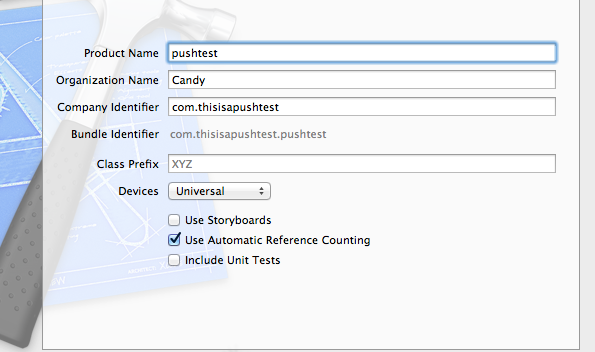 Product Name pushtest
Organization Name Candy
Company Identifier com.thisisapushtest
Bundle Identifier com.thisisapushtest.pushtest
Class Prefix XYZ
Devices Universal
Use Storyboards
Use Automatic Reference Counting
Include Unit Tests